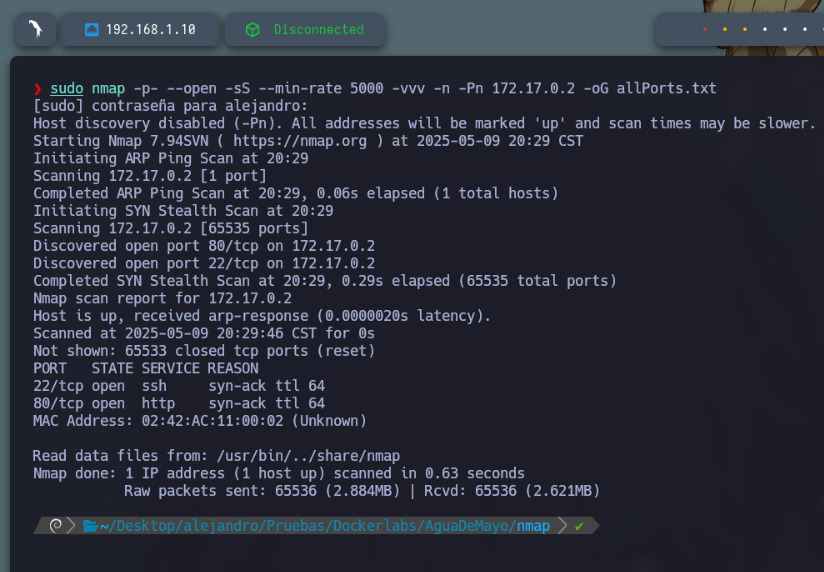 192.168.1.10
Disconnected
❯ sudo nmap -p- --open -sS --min-rate 5000 -vvv -n -Pn 172.17.0.2 -oG allPorts.txt
[sudo] contraseña para alejandro:
Host discovery disabled (-Pn). All addresses will be marked 'up' and scan times may be slower.
Starting Nmap 7.94SVN ( https://nmap.org ) at 2025-05-09 20:29 CST
Initiating ARP Ping Scan at 20:29
Scanning 172.17.0.2 [1 port]
Completed ARP Ping Scan at 20:29, 0.06s elapsed (1 total hosts)
Initiating SYN Stealth Scan at 20:29
Scanning 172.17.0.2 [65535 ports]
Discovered open port 80/tcp on 172.17.0.2
Discovered open port 22/tcp on 172.17.0.2
Completed SYN Stealth Scan at 20:29, 0.29s elapsed (65535 total ports)
Nmap scan report for 172.17.0.2
Host is up, received arp-response (0.0000020s latency).
Scanned at 2025-05-09 20:29:46 CST for 0s
Not shown: 65533 closed tcp ports (reset)
PORT   STATE SERVICE REASON
22/tcp open  ssh     syn-ack ttl 64
80/tcp open  http    syn-ack ttl 64
MAC Address: 02:42:AC:11:00:02 (Unknown)
Read data files from: /usr/bin/../share/nmap
Nmap done: 1 IP address (1 host up) scanned in 0.63 seconds
           Raw packets sent: 65536 (2.884MB) | Rcvd: 65536 (2.621MB)
~/Desktop/alejandro/Pruebas/Dockerlabs/AguaDeMayo/nmap ✔